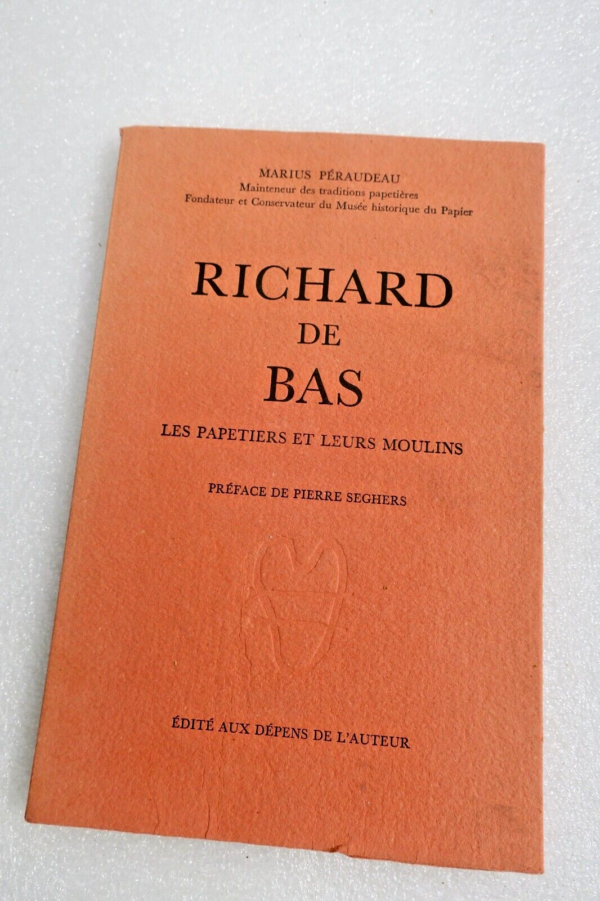 MARIUS PÉRAUDEAU
Mainteneur des traditions papetières
Fondateur et Conservateur du Musée historique du Papier
RICHARD
DE
BAS
LES PAPETIERS ET LEURS MOULINS
PRÉFACE DE PIERRE SEGHERS
ÉDITÉ AUX DÉPENS DE L'AUTEUR